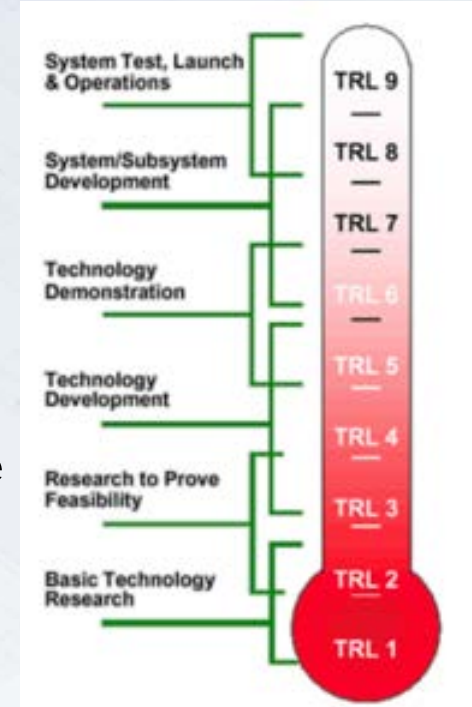 System Test, Launch
& Operations
System/Subsystem
Development
Technology
Demonstration
Technology
Development
Research to Prove
Feasibility
Basic Technology
Research
TRL 9
TRL 8
TRL 7
TRL 6
TRL 5
TRL 4
TRL 3
TRL 2
TRL 1
e